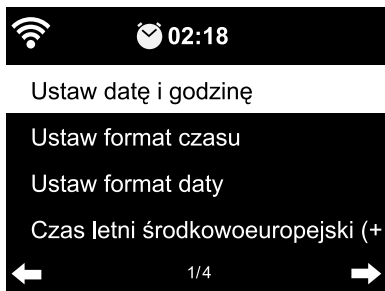 02:18
Ustaw datę i godzinę
Ustaw format czasu
Ustaw format daty
Czas letni środkowoeuropejski (+
1/4